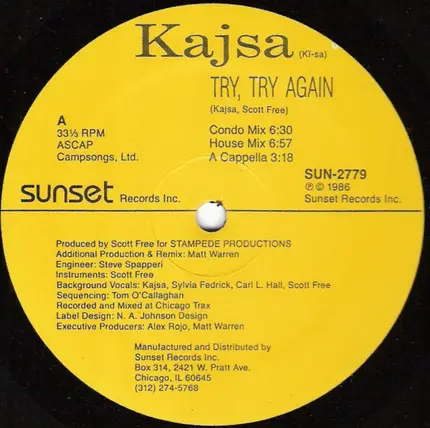 Kajsa (Ki-sa)
TRY, TRY AGAIN
(Kajsa, Scott Free)
A
33⅓ RPM
ASCAP
Campsongs, Ltd.
Condo Mix 6:30
House Mix 6:57
A Cappella 3:18
SUN-2779
℗ © 1986
Sunset Records Inc.
sunset Records Inc.
Produced by Scott Free for STAMPEDE PRODUCTIONS
Additional Production & Remix: Matt Warren
Engineer: Steve Spapperi
Instruments: Scott Free
Background Vocals: Kajsa, Sylvia Fedrick, Carl L. Hall, Scott Free
Sequencing: Tom O'Callaghan
Recorded and Mixed at Chicago Trax
Label Design: N. A. Johnson Design
Executive Producers: Alex Rojo, Matt Warren
Manufactured and Distributed by
Sunset Records Inc.
Box 314, 2421 W. Pratt Ave.
Chicago, IL 60645
(312) 274-5768